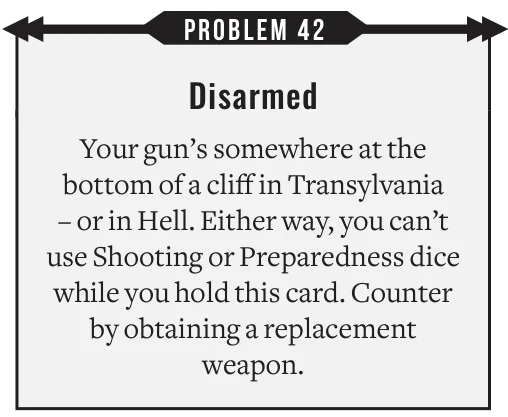 PROBLEM 42
Disarmed
Your gun’s somewhere at the
bottom of a cliff in Transylvania
– or in Hell. Either way, you can’t
use Shooting or Preparedness dice
while you hold this card. Counter
by obtaining a replacement
weapon.